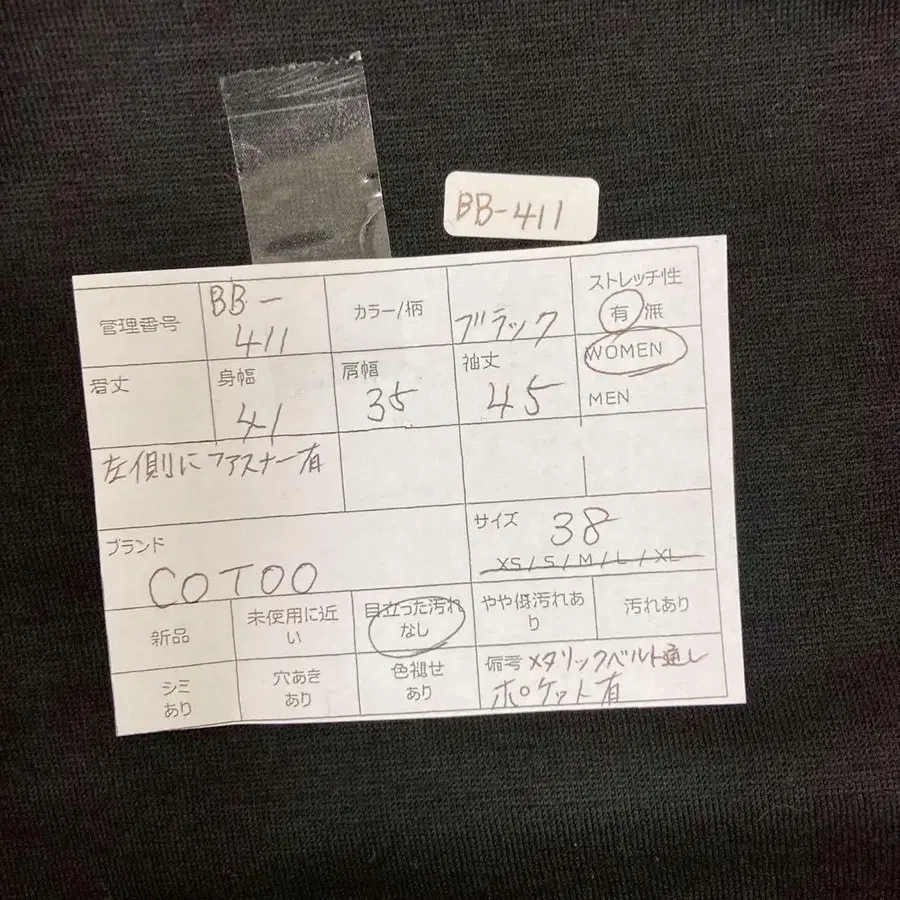 BB-411
管理番号
BB-
411
カラー/柄
ブラック
ストレッチ性
有 無
着丈
身幅
41
肩幅
35
袖丈
45
WOMEN
MEN
左側にファスナー有
ブランド
COTOO
サイズ 38
XS / S / M / L / XL
新品
未使用に近
い
目立った汚れ
なし
やや低汚れあ
り
汚れあり
シミ
あり
穴あき
あり
色褪せ
あり
備考 メタリックベルト通し
ポケット有